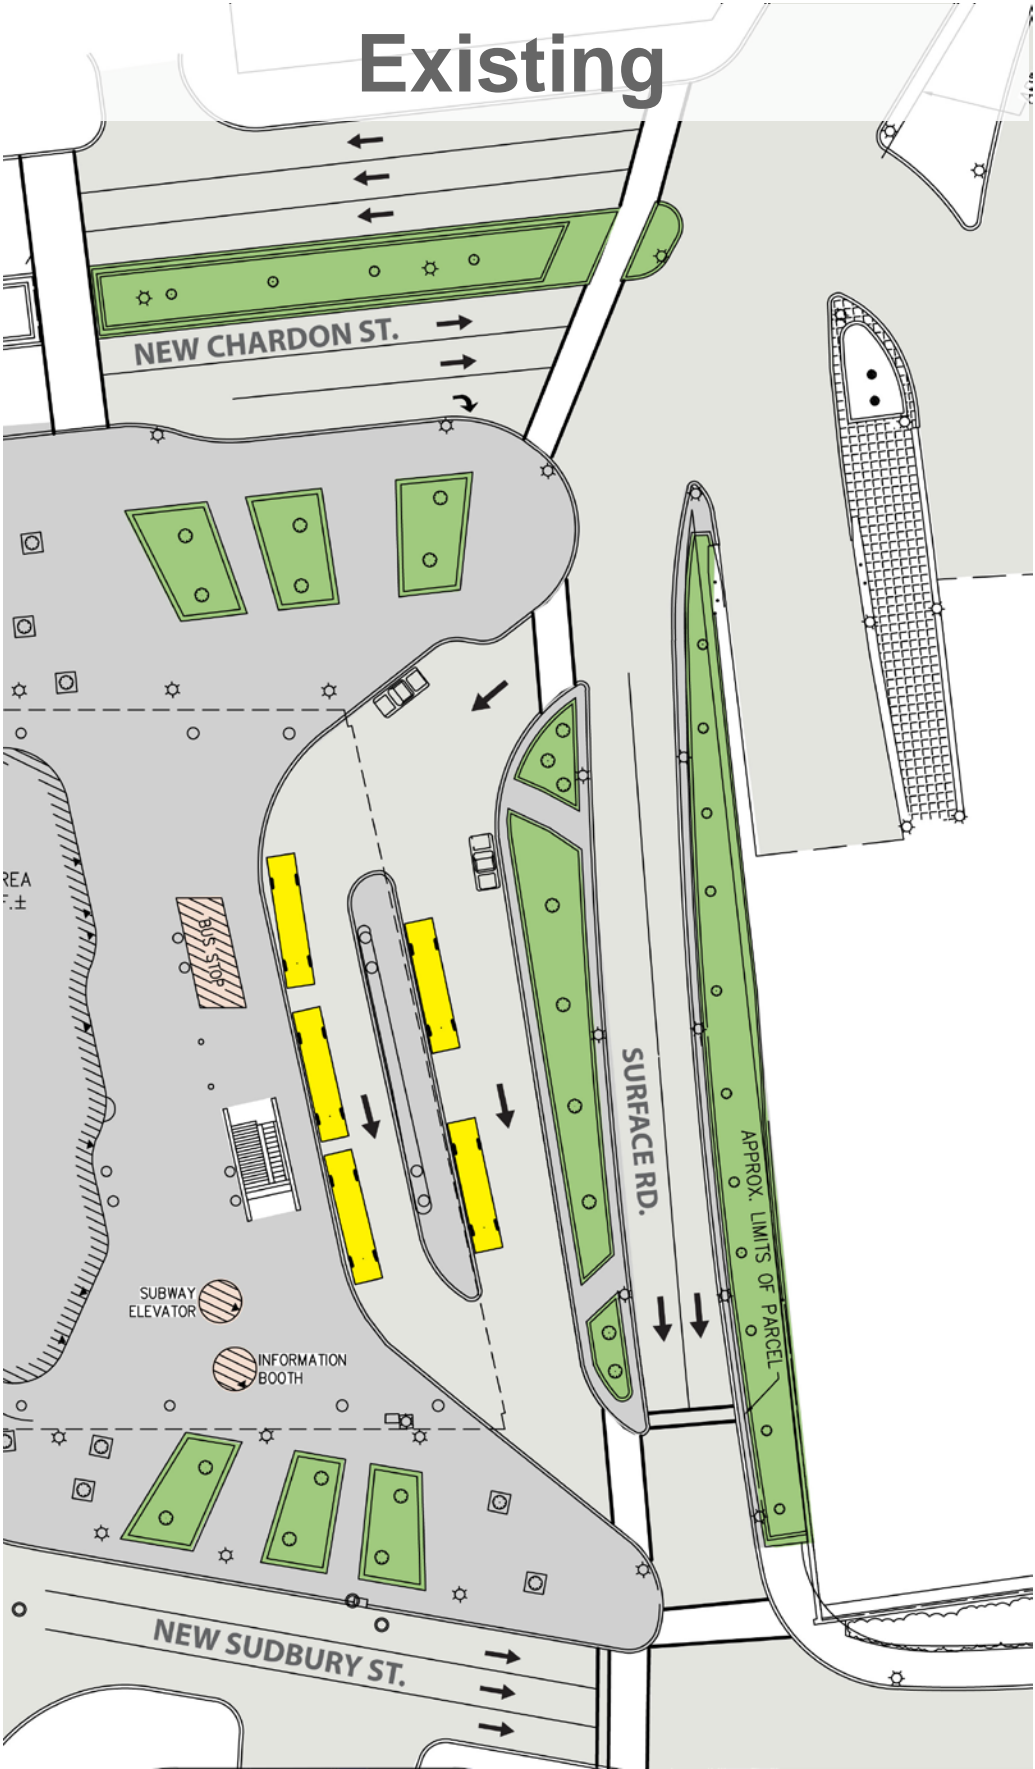 Existing
NEW CHARDON ST.
REA
F.±
BUS STOP
SURFACE RD.
APPROX. LIMITS OF PARCEL
SUBWAY
ELEVATOR
INFORMATION
BOOTH
NEW SUDBURY ST.